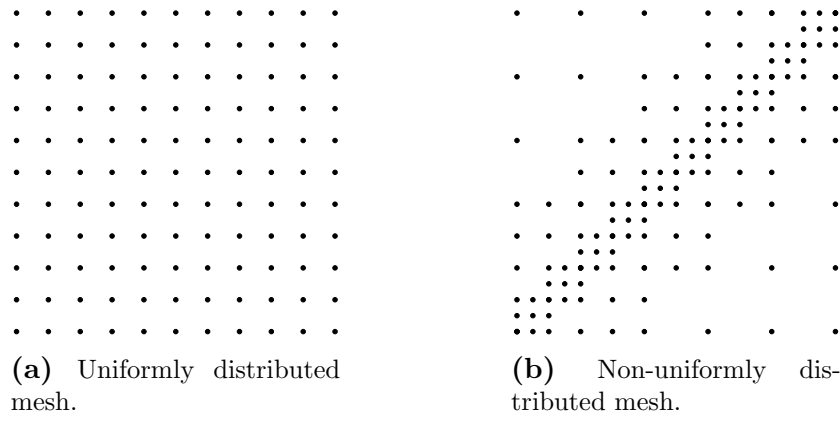 (a) Uniformly distributed
mesh.
(b) Non-uniformly dis-
tributed mesh.